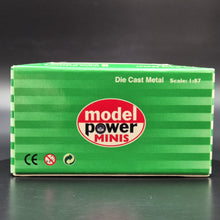 Die Cast Metal Scale: 1:87
model
power
MINIS
CE